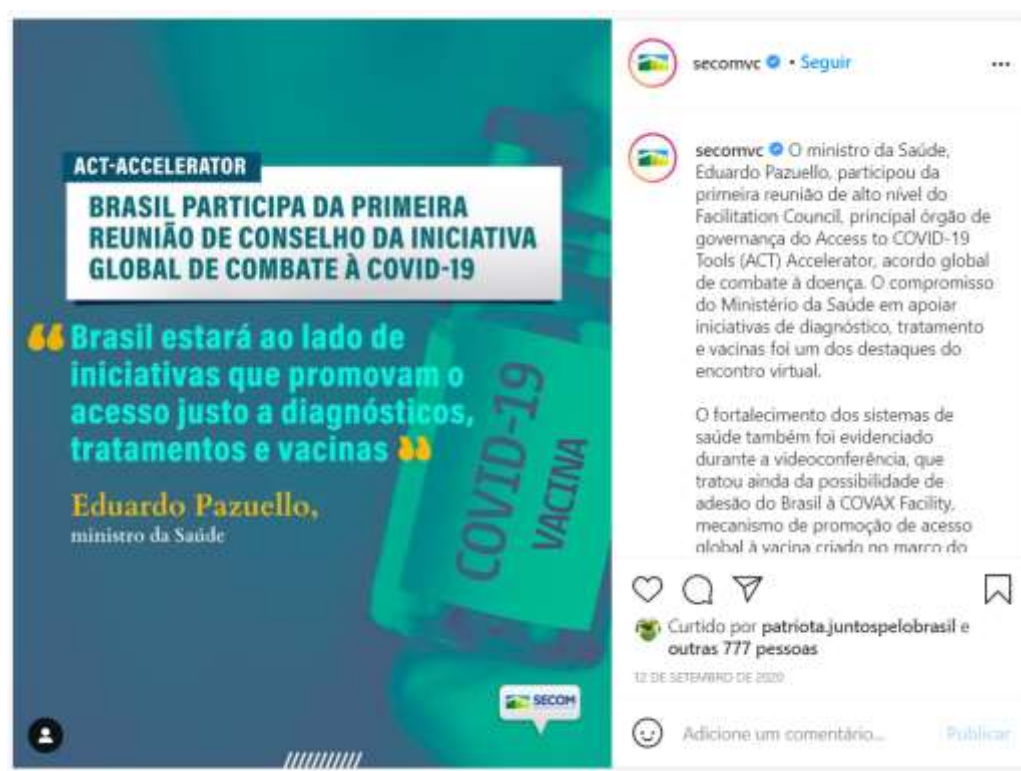 ACT-ACCELERATOR
BRASIL PARTICIPA DA PRIMEIRA
REUNIÃO DE CONSELHO DA INICIATIVA
GLOBAL DE COMBATE À COVID-19
Brasil estará ao lado de
iniciativas que promovam o
acesso justo a diagnósticos,
tratamentos e vacinas
Eduardo Pazuello,
ministro da Saúde
COVID-19
VACINA
SECOM
secomvc • Seguir
secomvc O ministro da Saúde,
Eduardo Pazuello, participou da
primeira reunião de alto nível do
Facilitation Council, principal órgão de
governança do Access to COVID-19
Tools (ACT) Accelerator, acordo global
de combate à doença. O compromisso
do Ministério da Saúde em apoiar
iniciativas de diagnóstico, tratamento
e vacinas foi um dos destaques do
encontro virtual.
O fortalecimento dos sistemas de
saúde também foi evidenciado
durante a videoconferência, que
tratou ainda da possibilidade de
adesão do Brasil à COVAX Facility,
mecanismo de promoção de acesso
global à vacina criado no marco do
Curtido por patriota.juntospelobrasil e
outras 777 pessoas
12 DE SETEMBRO DE 2020
Adicione um comentário... Publicar